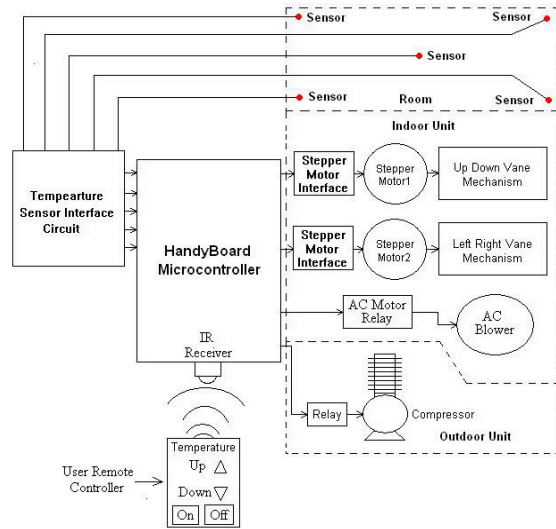 Sensor
Sensor
Sensor
Sensor
Room
Sensor
Indoor Unit
Tempearture
Sensor Interface
Circuit
HandyBoard
Microcontroller
IR
Receiver
Stepper
Motor
Interface
Stepper
Motor1
Up Down Vane
Mechanism
Stepper
Motor
Interface
Stepper
Motor2
Left Right Vane
Mechanism
AC Motor
Relay
AC
Blower
Relay
Compressor
Outdoor Unit
User Remote
Controller
Temperature
Up
Down
On
Off